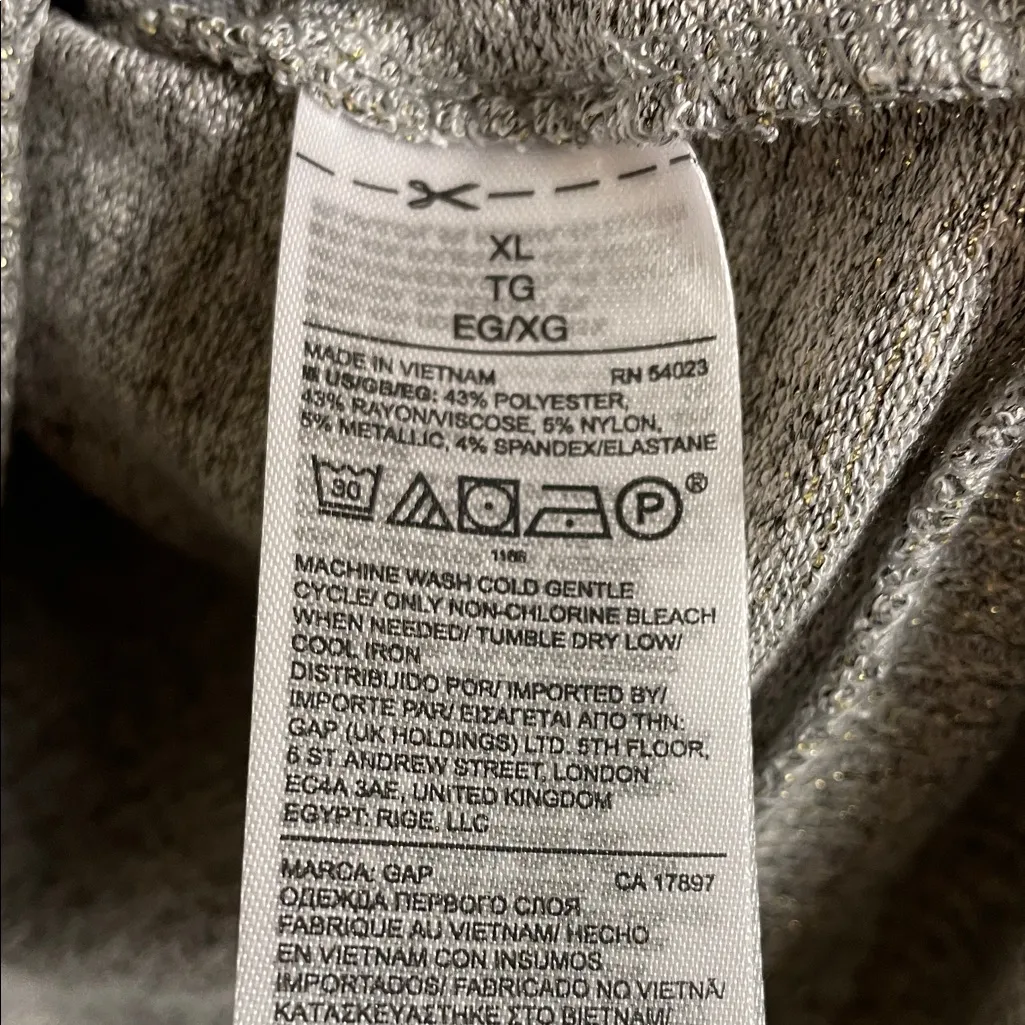 XL
TG
EG/XG
MADE IN VIETNAM RN 54023
US/GB/EG: 43% POLYESTER,
43% RAYON/VISCOSE, 5% NYLON,
5% METALLIC, 4% SPANDEX/ELASTANE
30 P ®
1166
MACHINE WASH COLD GENTLE
CYCLE/ ONLY NON-CHLORINE BLEACH
WHEN NEEDED/ TUMBLE DRY LOW/
COOL IRON
DISTRIBUIDO POR/ IMPORTED BY/
IMPORTE PAR/ ΕΙΣΑΓΕΤΑΙ ΑΠΟ ΤΗΝ:
GAP (UK HOLDINGS) LTD. 5TH FLOOR,
6 ST ANDREW STREET, LONDON
EC4A 3AE, UNITED KINGDOM
EGYPT: RIGE, LLC
MARCA: GAP CA 17897
ОДЕЖДА ПЕРВОГО СЛОЯ
FABRIQUE AU VIETNAM/ HECHO
EN VIETNAM CON INSUMOS
IMPORTADOS/ FABRICADO NO VIETNÃ/
ΚΑΤΑΣΚΕΥΑΣΤΗΚΕ ΣΤΟ ΒΙΕΤΝΑΜ/